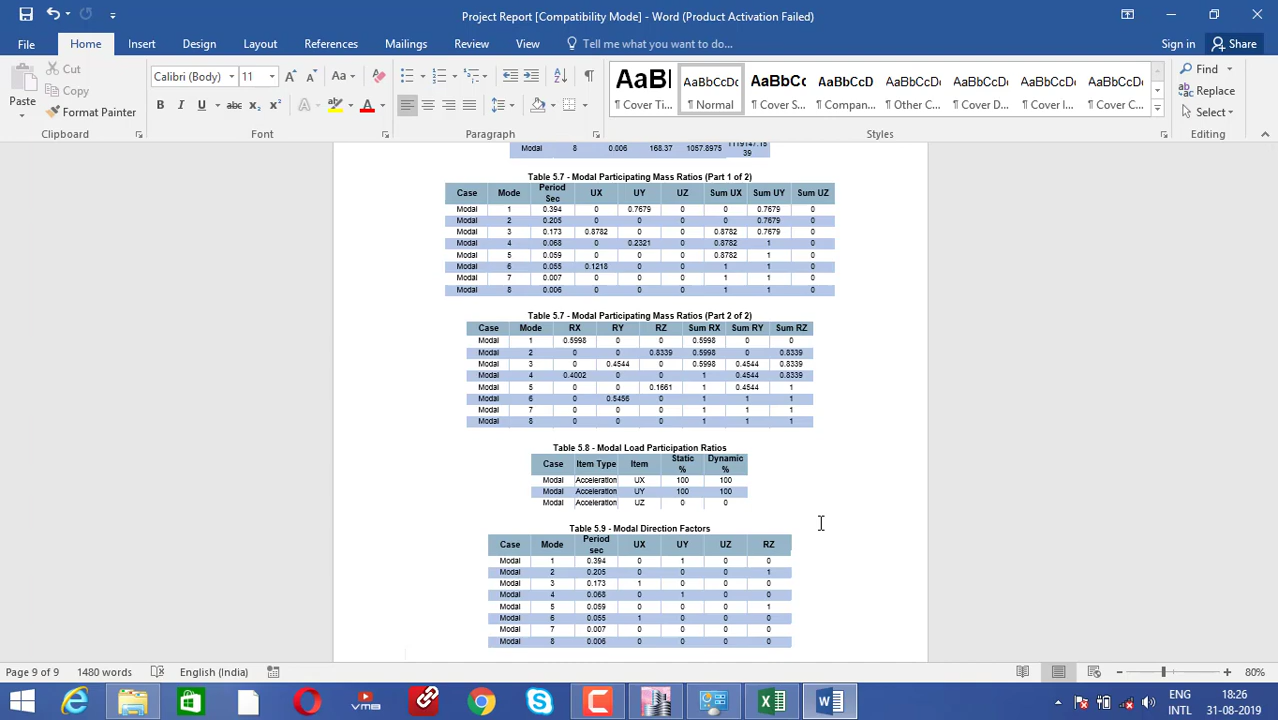 Project Report [Compatibility Mode] - Word (Product Activation Failed)
File Home Insert Design Layout References Mailings Review View Tell me what you want to do... Sign in Share
Paste Cut Copy Format Painter
Calibri (Body) 11
AaBl AaBbCcDc AaBbCc AaBbCcD AaBbCcDc AaBbCcDc AaBbCcDc AaBbCcDc
¶ Cover Ti... ¶ Normal ¶ Cover Su... ¶ Compan... ¶ Other C... ¶ Cover D... ¶ Cover C...
Find Replace Select
Clipboard Font Paragraph Styles Editing
Modal 8 0.006 168.37 1057.8975 1119147.1539
Table 5.7 - Modal Participating Mass Ratios (Part 1 of 2)
Case Mode Period Sec UX UY UZ Sum UX Sum UY Sum UZ
Modal 1 0.394 0 0.7679 0 0 0.7679 0
Modal 2 0.205 0 0 0 0 0.7679 0
Modal 3 0.173 0.8782 0 0 0.8782 0.7679 0
Modal 4 0.068 0 0.2321 0 0.8782 1 0
Modal 5 0.059 0 0 0 0.8782 1 0
Modal 6 0.055 0.1218 0 0 1 1 0
Modal 7 0.007 0 0 0 1 1 0
Modal 8 0.006 0 0 0 1 1 0
Table 5.7 - Modal Participating Mass Ratios (Part 2 of 2)
Case Mode RX RY RZ Sum RX Sum RY Sum RZ
Modal 1 0.5998 0 0 0.5998 0 0
Modal 2 0 0 0.8339 0.5998 0 0.8339
Modal 3 0 0.4544 0 0.5998 0.4544 0.8339
Modal 4 0.4002 0 0 1 0.4544 0.8339
Modal 5 0 0 0.1661 1 0.4544 1
Modal 6 0 0.5456 0 1 1 1
Modal 7 0 0 0 1 1 1
Modal 8 0 0 0 1 1 1
Table 5.8 - Modal Load Participation Ratios
Case Item Type Item Static % Dynamic %
Modal Acceleration UX 100 100
Modal Acceleration UY 100 100
Modal Acceleration UZ 0 0
Table 5.9 - Modal Direction Factors
Case Mode Period sec UX UY UZ RZ
Modal 1 0.394 0 1 0 0
Modal 2 0.205 0 0 0 1
Modal 3 0.173 1 0 0 0
Modal 4 0.068 0 1 0 0
Modal 5 0.059 0 0 0 1
Modal 6 0.055 1 0 0 0
Modal 7 0.007 0 0 0 0
Modal 8 0.006 0 0 0 0
Page 9 of 9 1480 words English (India) 80%
vmb ENG 18:26
INTL 31-08-2019